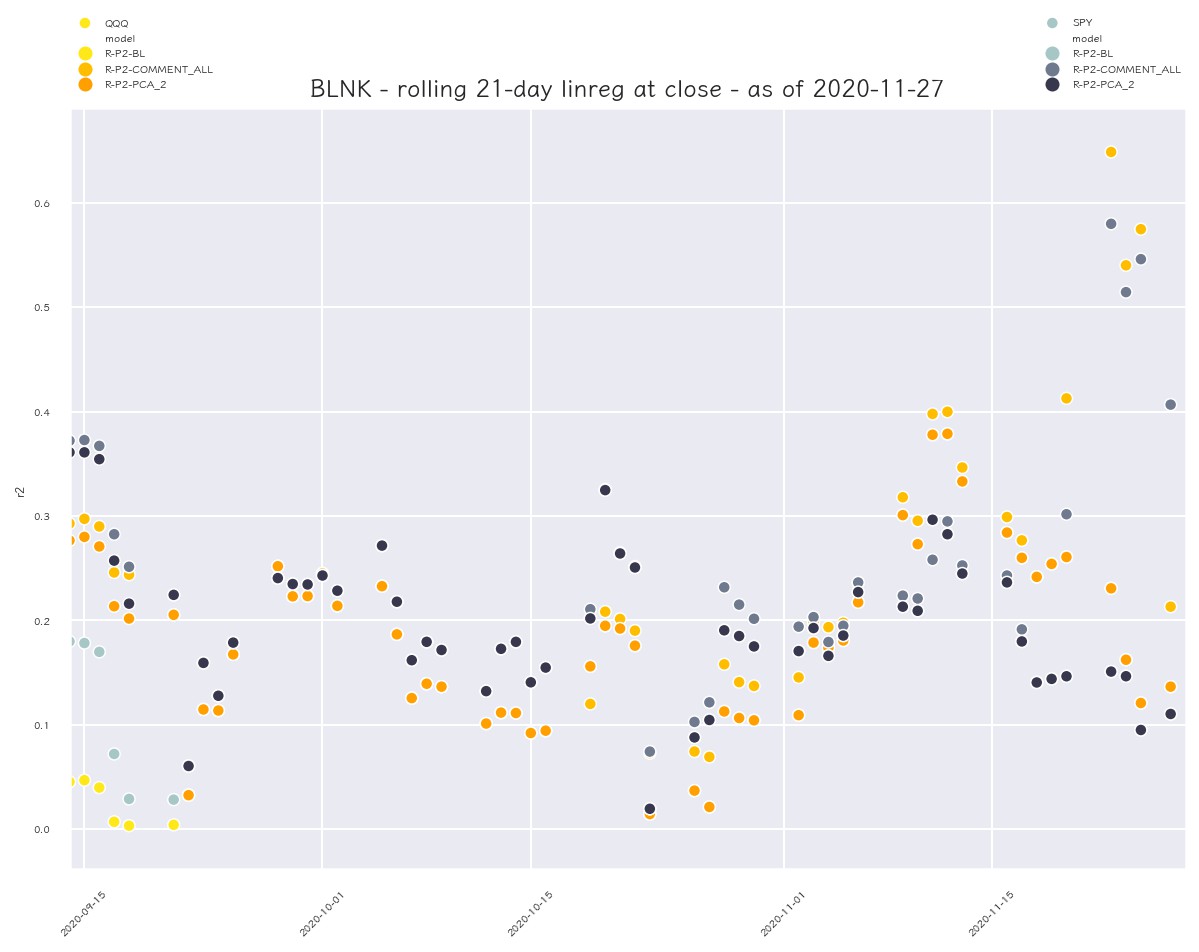 QQQ
model
R-P2-BL
R-P2-COMMENT_ALL
R-P2-PCA_2
SPY
model
R-P2-BL
R-P2-COMMENT_ALL
R-P2-PCA_2
BLNK - rolling 21-day linreg at close - as of 2020-11-27
r2
0.6
0.5
0.4
0.3
0.2
0.1
0.0
2020-09-15
2020-10-01
2020-10-15
2020-11-01
2020-11-15